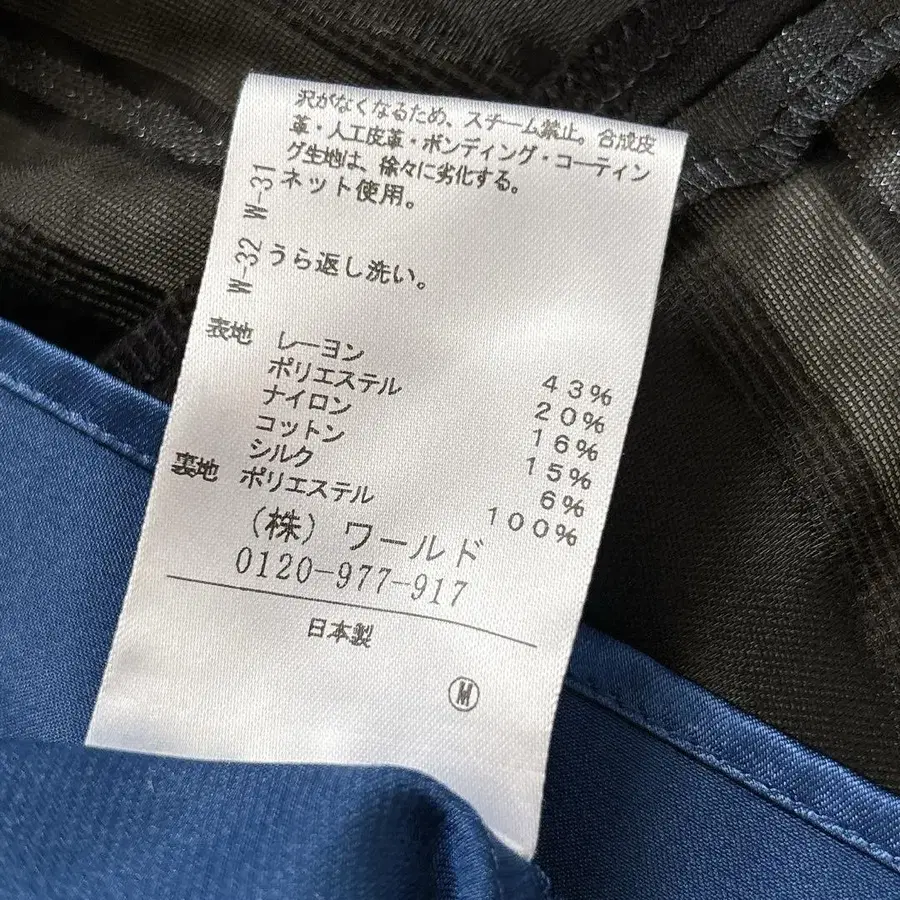 沢がなくなるため、スチーム禁止。合成皮
革・人工皮革・ボンディング・コーティン
グ生地は、徐々に劣化する。
W-31 ネット使用。
W-32 うら返し洗い。
表地 レーヨン 43%
ポリエステル 20%
ナイロン 16%
コットン 15%
シルク 6%
裏地 ポリエステル 100%
(株) ワールド
0120-977-917
日本製
Ⓜ